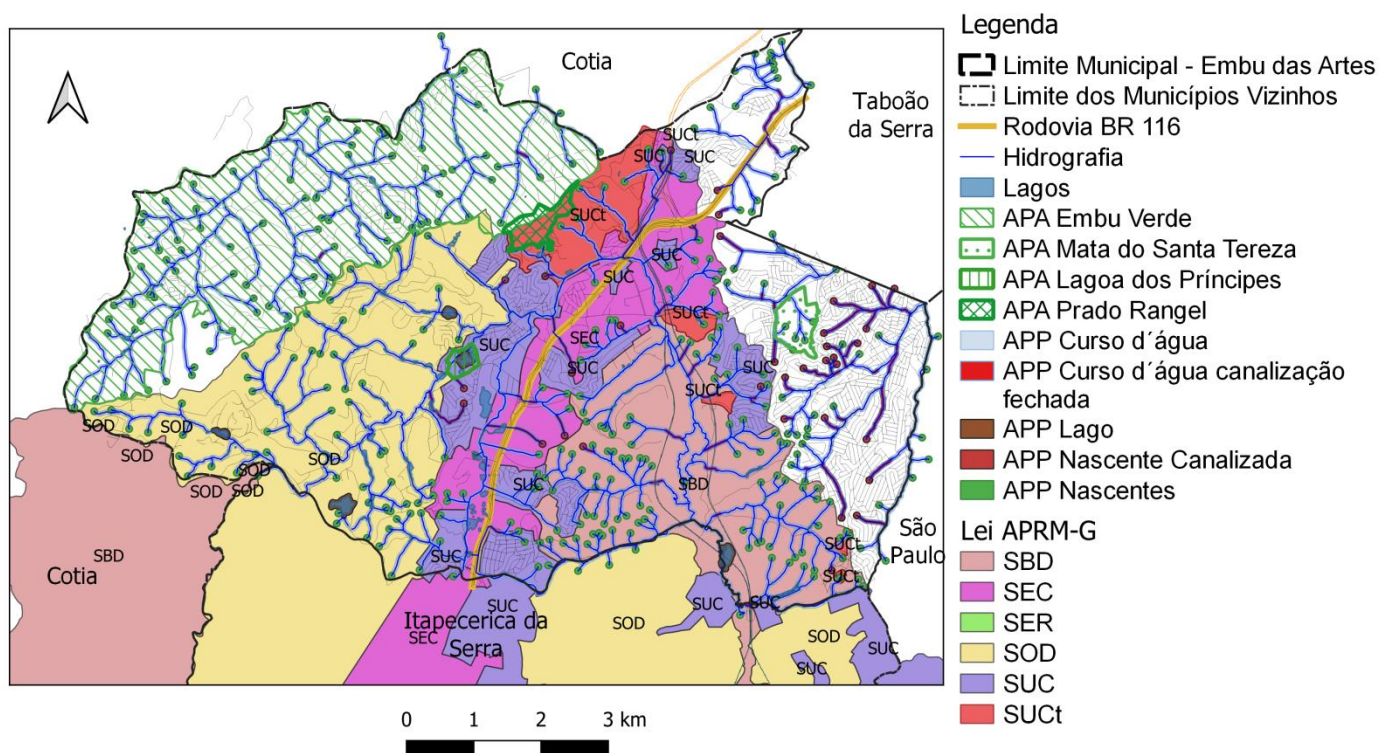 Cotia
Taboão
da Serra
SUCt
SUC
SUC
SUCt
SUC
SUC
SUCt
SEC
SUC
SUC
SUC
SUCt
SOD
SOD
SOD
SOD
SOD
SOD
SOD
SUC
SBD
São
Paulo
SBD
Cotia
SUC
SUCt
SUCt
SUC
SUC
SUC
Itapecerica da
Serra
SEC
SOD
SOD
SUC
SUC
0 1 2 3 km
Legenda
Limite Municipal - Embu das Artes
Limite dos Municípios Vizinhos
Rodovia BR 116
Hidrografia
Lagos
APA Embu Verde
APA Mata do Santa Tereza
APA Lagoa dos Príncipes
APA Prado Rangel
APP Curso d´água
APP Curso d´água canalização
fechada
APP Lago
APP Nascente Canalizada
APP Nascentes
Lei APRM-G
SBD
SEC
SER
SOD
SUC
SUCt